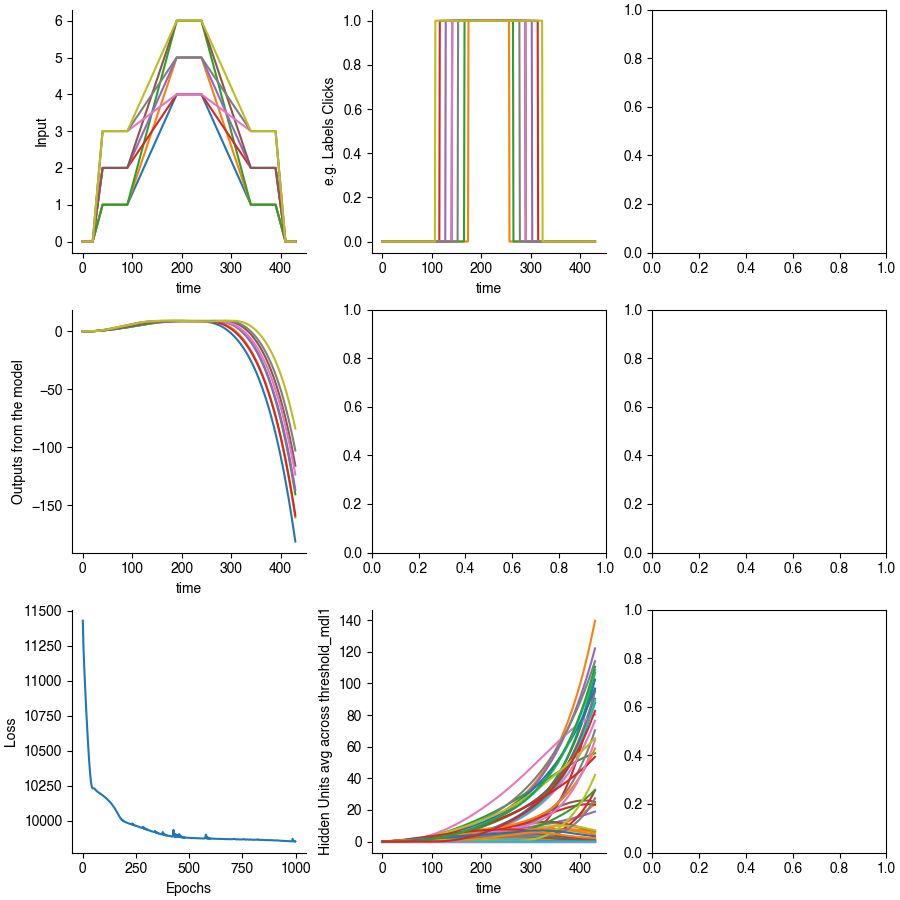 6
5
4
3
2
1
0
Input
0 100 200 300 400
time
1.0
0.8
0.6
0.4
0.2
0.0
e.g. Labels Clicks
0 100 200 300 400
time
1.0
0.8
0.6
0.4
0.2
0.0
0.0 0.2 0.4 0.6 0.8 1.0
0
−50
−100
−150
Outputs from the model
0 100 200 300 400
time
1.0
0.8
0.6
0.4
0.2
0.0
0.0 0.2 0.4 0.6 0.8 1.0
1.0
0.8
0.6
0.4
0.2
0.0
0.0 0.2 0.4 0.6 0.8 1.0
11500
11250
11000
10750
10500
10250
10000
Loss
0 250 500 750 1000
Epochs
140
120
100
80
60
40
20
0
Hidden Units avg across threshold_mdl1
0 100 200 300 400
time
1.0
0.8
0.6
0.4
0.2
0.0
0.0 0.2 0.4 0.6 0.8 1.0